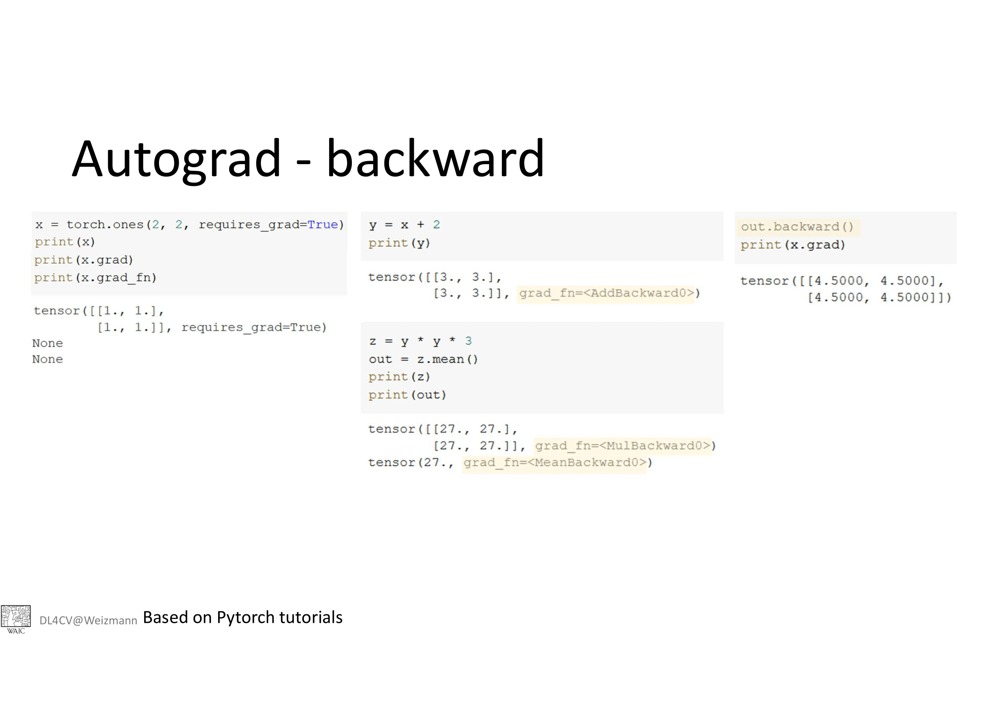 Autograd - backward
x = torch.ones(2, 2, requires_grad=True)
print(x)
print(x.grad)
print(x.grad_fn)
tensor([[1., 1.],
        [1., 1.]], requires_grad=True)
None
None
y = x + 2
print(y)
tensor([[3., 3.],
        [3., 3.]], grad_fn=<AddBackward0>)
z = y * y * 3
out = z.mean()
print(z)
print(out)
tensor([[27., 27.],
        [27., 27.]], grad_fn=<MulBackward0>)
tensor(27., grad_fn=<MeanBackward0>)
out.backward()
print(x.grad)
tensor([[4.5000, 4.5000],
        [4.5000, 4.5000]])
WAIC
DL4CV@Weizmann Based on Pytorch tutorials